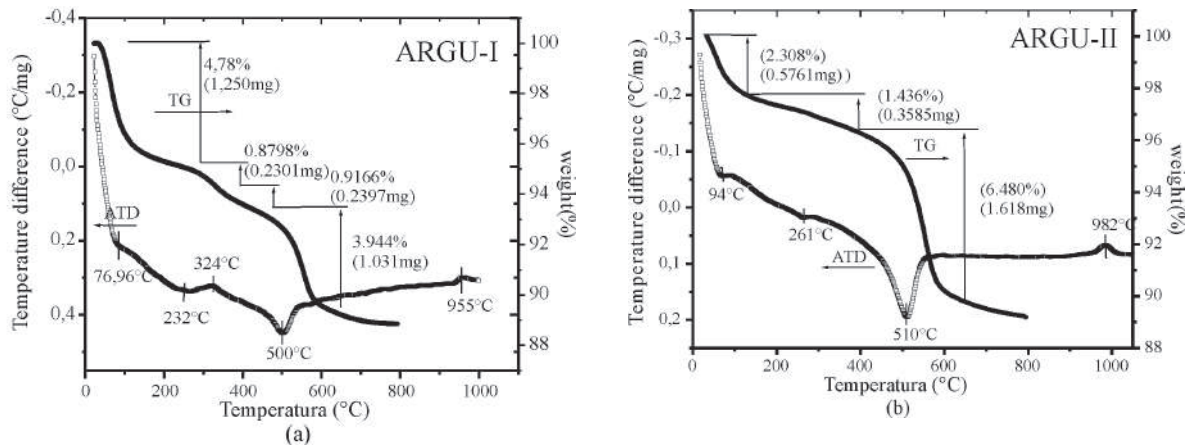 ARGU-I
-0,4
-0,2
0,0
0,2
0,4
Temperature difference (°C/mg)
100
98
96
94
92
90
88
weight(%)
4,78%
(1,250mg)
TG
0.8798%
(0.2301mg)
0.9166%
(0.2397mg)
3.944%
(1.031mg)
ATD
76,96°C
232°C
324°C
500°C
955°C
0 200 400 600 800 1000
Temperatura (°C)
(a)
ARGU-II
-0.3
-0.2
-0.1
0.0
0,1
0,2
Temperature difference (°C/mg)
100
98
96
94
92
90
88
weight(%)
(2.308%)
(0.5761mg) )
(1.436%)
(0.3585mg)
TG
(6.480%)
(1.618mg)
94°C
261°C
ATD
510°C
982°C
0 200 400 600 800 1000
Temperatura (°C)
(b)